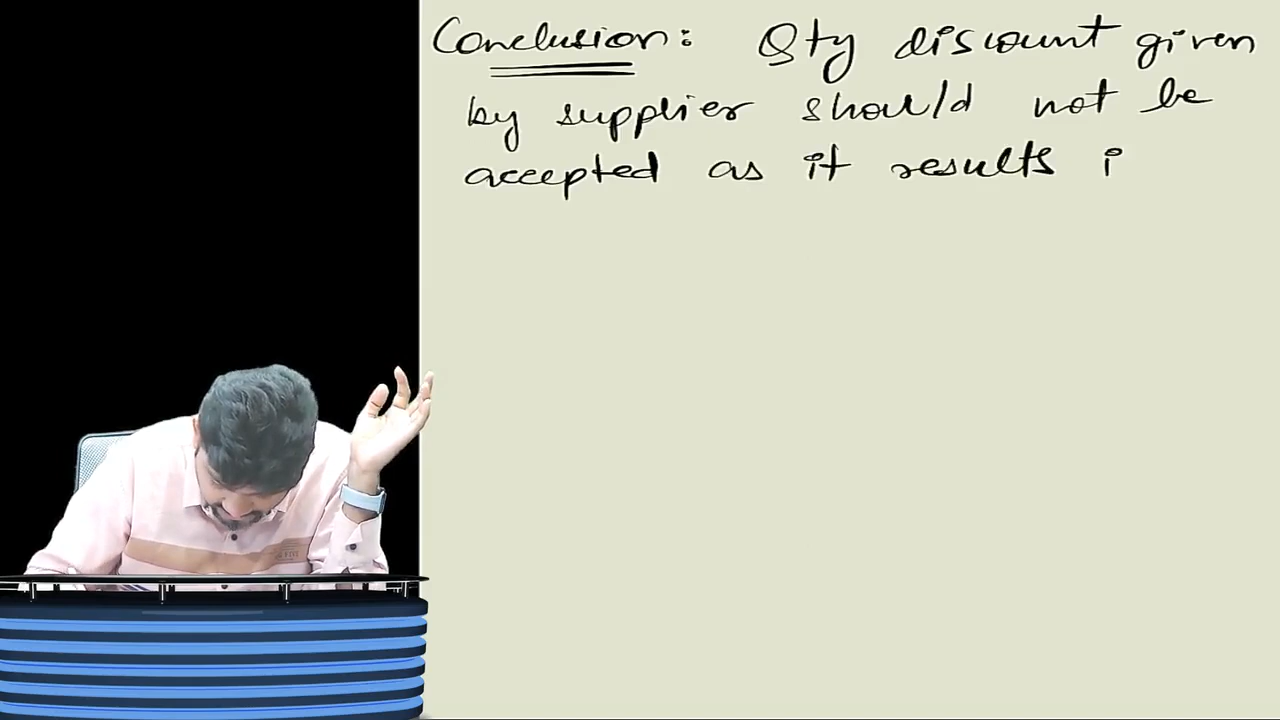 Conclusion: Qty discount given
by supplier should not be
accepted as it results i